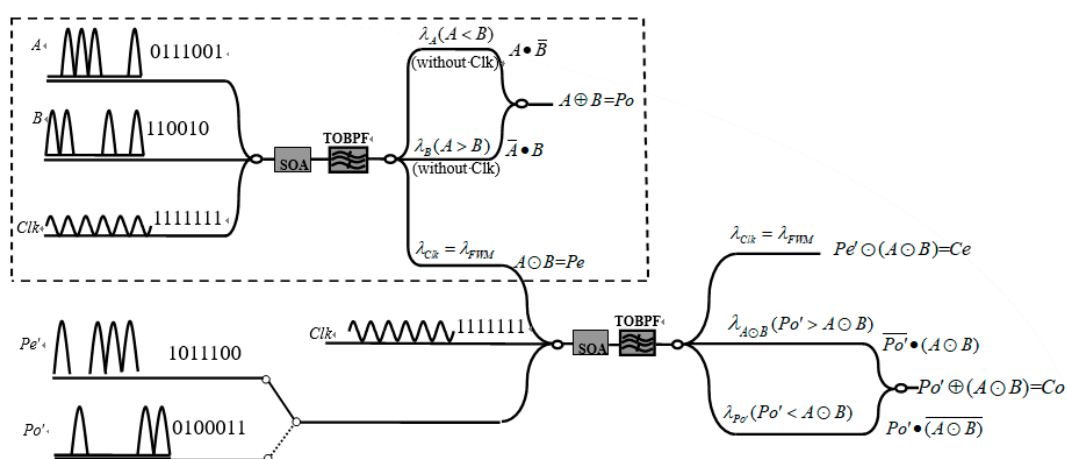 A
0111001
B
110010
Clk
1111111
SOA
TOBPF
λ_A(A < B)
(without·Clk)
A • B̅
A ⊕ B=Po
λ_B(A > B)
(without·Clk)
A̅ • B
λ_Clk = λ_FWM
A⊙B=Pe
Pe'
1011100
Po'
0100011
Clk
1111111
SOA
TOBPF
λ_Clk = λ_FWM
Pe'⊙(A⊙B)=Ce
λ_A⊙B(Po' > A⊙B)
P̅o̅'̅ • (A⊙B)
Po'⊕(A⊙B)=Co
λ_Po'(Po' < A⊙B)
Po' • (̅A̅⊙̅B̅)̅